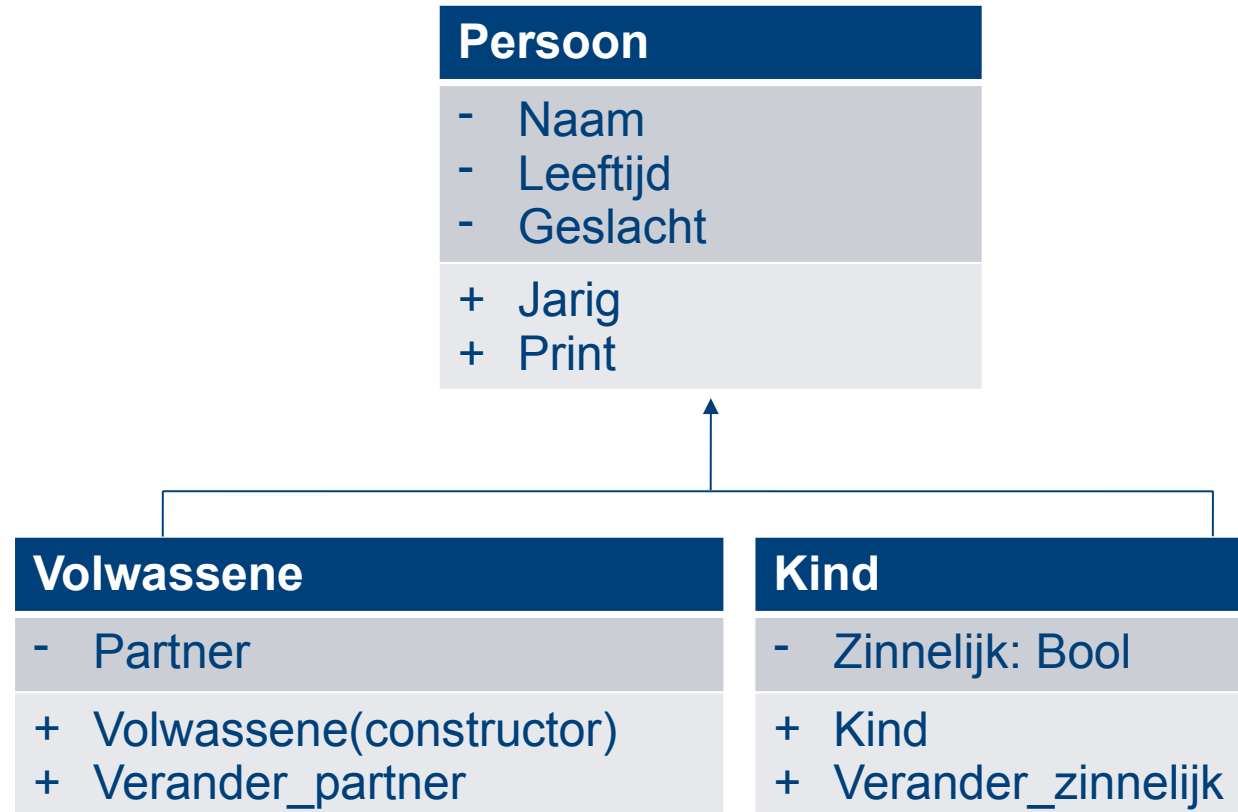 Persoon
- Naam
- Leeftijd
- Geslacht
+ Jarig
+ Print
Volwassene
- Partner
+ Volwassene(constructor)
+ Verander_partner
Kind
- Zinnelijk: Bool
+ Kind
+ Verander_zinnelijk